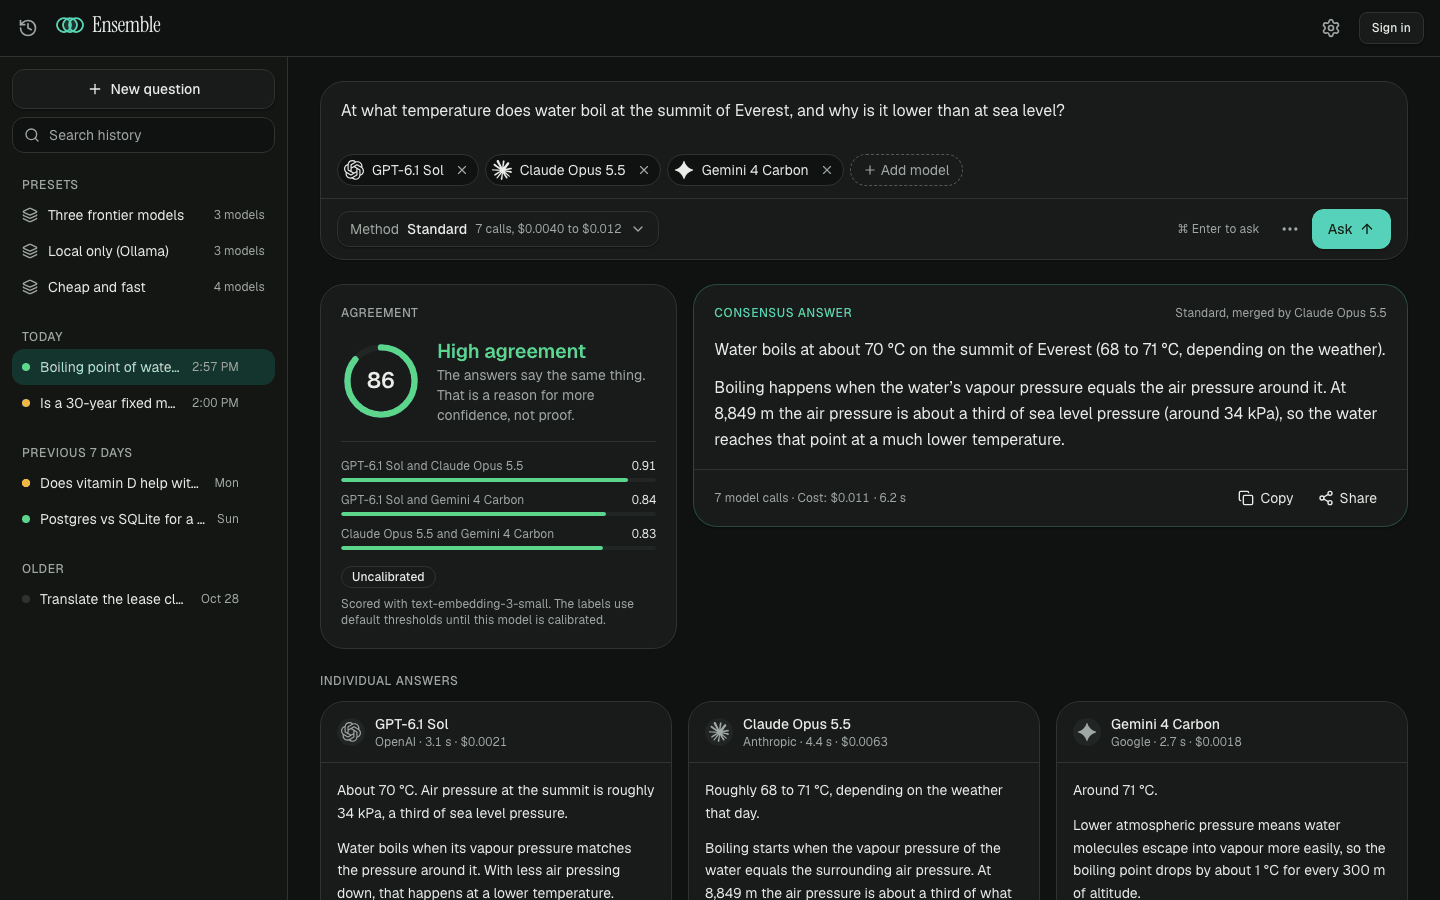 Ensemble
Sign in
New question
Search history
PRESETS
Three frontier models 3 models
Local only (Ollama) 3 models
Cheap and fast 4 models
TODAY
Boiling point of wate... 2:57 PM
Is a 30-year fixed m... 2:00 PM
PREVIOUS 7 DAYS
Does vitamin D help wit... Mon
Postgres vs SQLite for a ... Sun
OLDER
Translate the lease cl... Oct 28
At what temperature does water boil at the summit of Everest, and why is it lower than at sea level?
GPT-6.1 Sol Claude Opus 5.5 Gemini 4 Carbon Add model
Method Standard 7 calls, $0.0040 to $0.012
⌘ Enter to ask
Ask
AGREEMENT
86
High agreement
The answers say the same thing.
That is a reason for more
confidence, not proof.
GPT-6.1 Sol and Claude Opus 5.5 0.91
GPT-6.1 Sol and Gemini 4 Carbon 0.84
Claude Opus 5.5 and Gemini 4 Carbon 0.83
Uncalibrated
Scored with text-embedding-3-small. The labels use
default thresholds until this model is calibrated.
CONSENSUS ANSWER Standard, merged by Claude Opus 5.5
Water boils at about 70 °C on the summit of Everest (68 to 71 °C, depending on the weather).
Boiling happens when the water’s vapour pressure equals the air pressure around it. At
8,849 m the air pressure is about a third of sea level pressure (around 34 kPa), so the water
reaches that point at a much lower temperature.
7 model calls · Cost: $0.011 · 6.2 s
Copy Share
INDIVIDUAL ANSWERS
GPT-6.1 Sol
OpenAI · 3.1 s · $0.0021
About 70 °C. Air pressure at the summit is roughly
34 kPa, a third of sea level pressure.
Water boils when its vapour pressure matches
the pressure around it. With less air pressing
down, that happens at a lower temperature.
Claude Opus 5.5
Anthropic · 4.4 s · $0.0063
Roughly 68 to 71 °C, depending on the weather
that day.
Boiling starts when the vapour pressure of the
water equals the surrounding air pressure. At
8,849 m the air pressure is about a third of what
Gemini 4 Carbon
Google · 2.7 s · $0.0018
Around 71 °C.
Lower atmospheric pressure means water
molecules escape into vapour more easily, so the
boiling point drops by about 1 °C for every 300 m
of altitude.